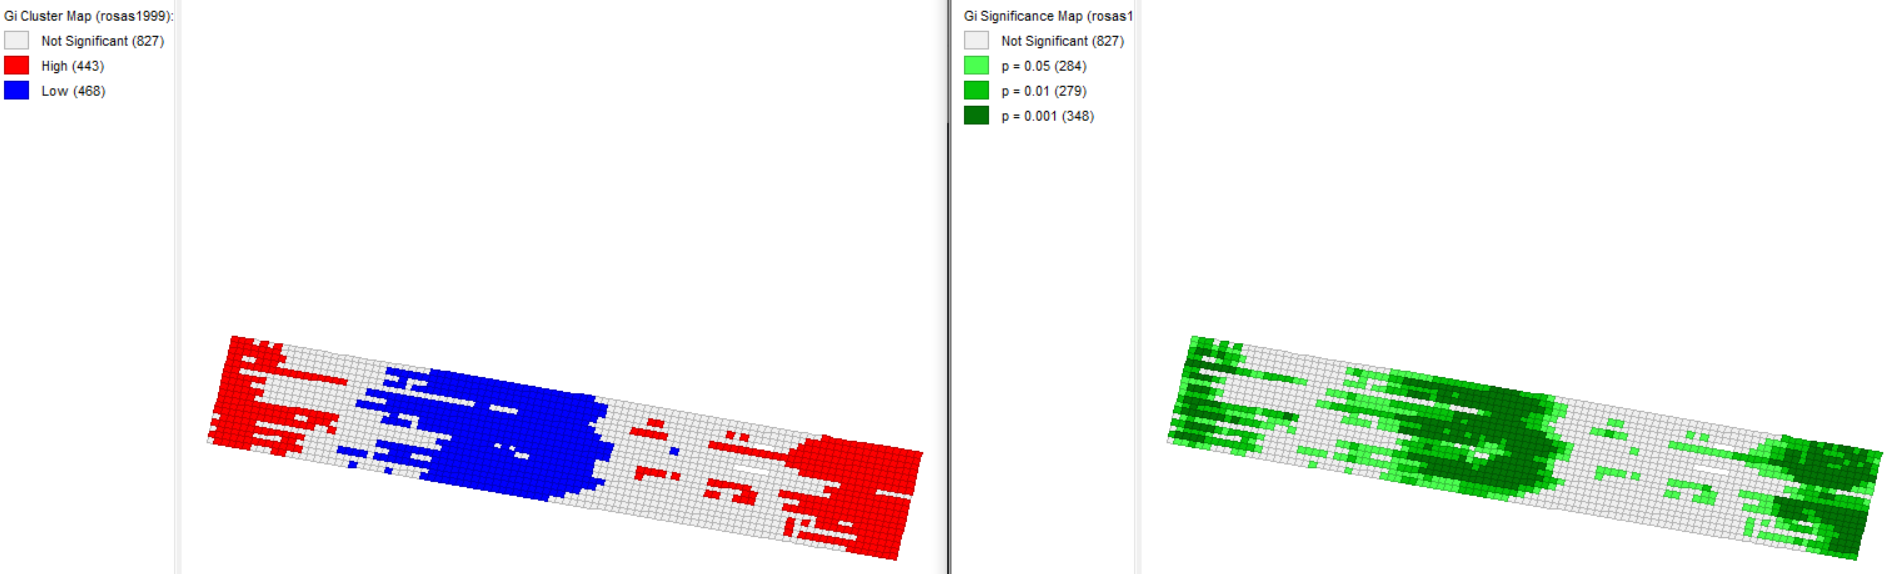 Gi Cluster Map (rosas1999):
Not Significant (827)
High (443)
Low (468)
Gi Significance Map (rosas1
Not Significant (827)
p = 0.05 (284)
p = 0.01 (279)
p = 0.001 (348)